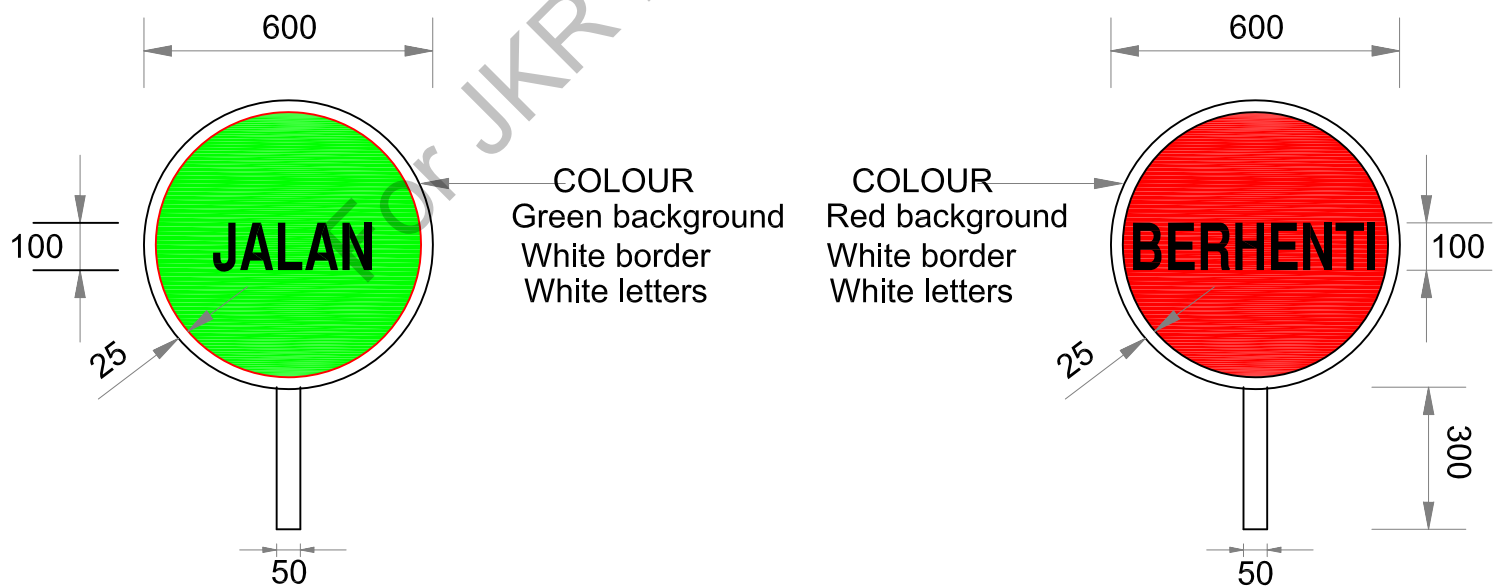 600
600
For JKR
COLOUR
Green background
White border
White letters
COLOUR
Red background
White border
White letters
100
JALAN
BERHENTI
100
25
25
300
50
50